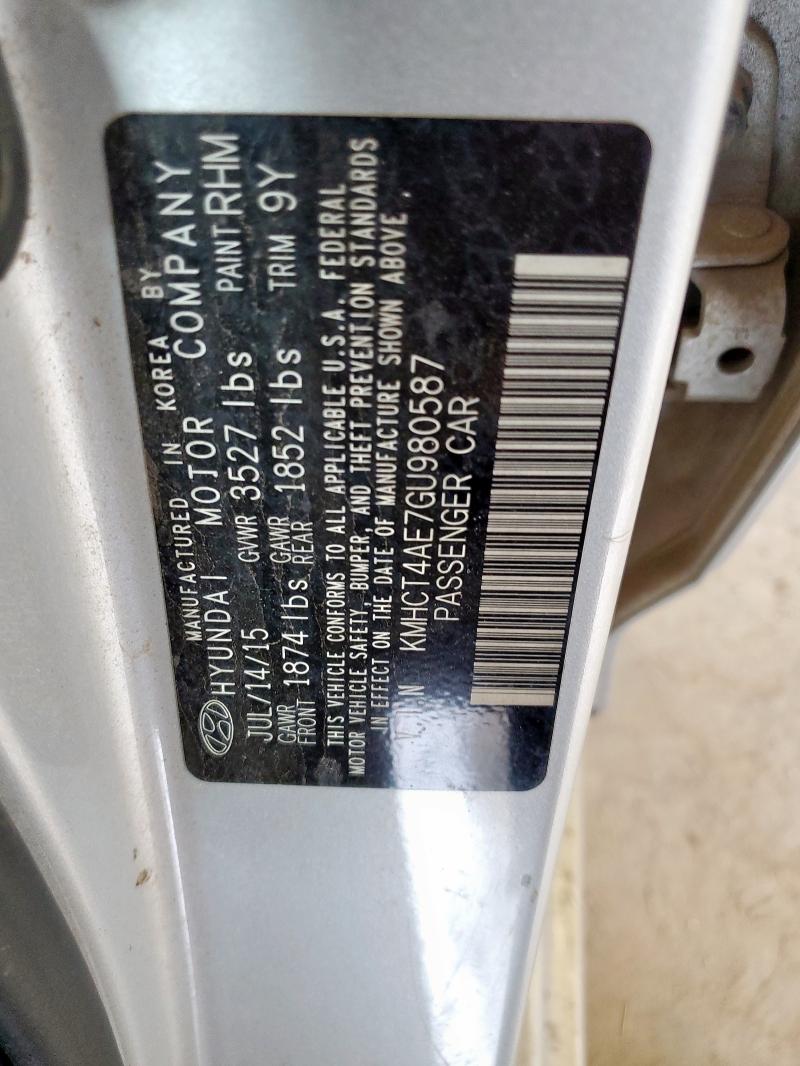 MANUFACTURED IN KOREA BY
HYUNDAI MOTOR COMPANY
JUL/14/15 GVWR 3527 lbs PAINT RHM
GAWR FRONT 1874 lbs GAWR REAR 1852 lbs TRIM 9Y
THIS VEHICLE CONFORMS TO ALL APPLICABLE U.S.A. FEDERAL
MOTOR VEHICLE SAFETY, BUMPER, AND THEFT PREVENTION STANDARDS
IN EFFECT ON THE DATE OF MANUFACTURE SHOWN ABOVE.
V I N KMHCT4AE7GU980587
PASSENGER CAR